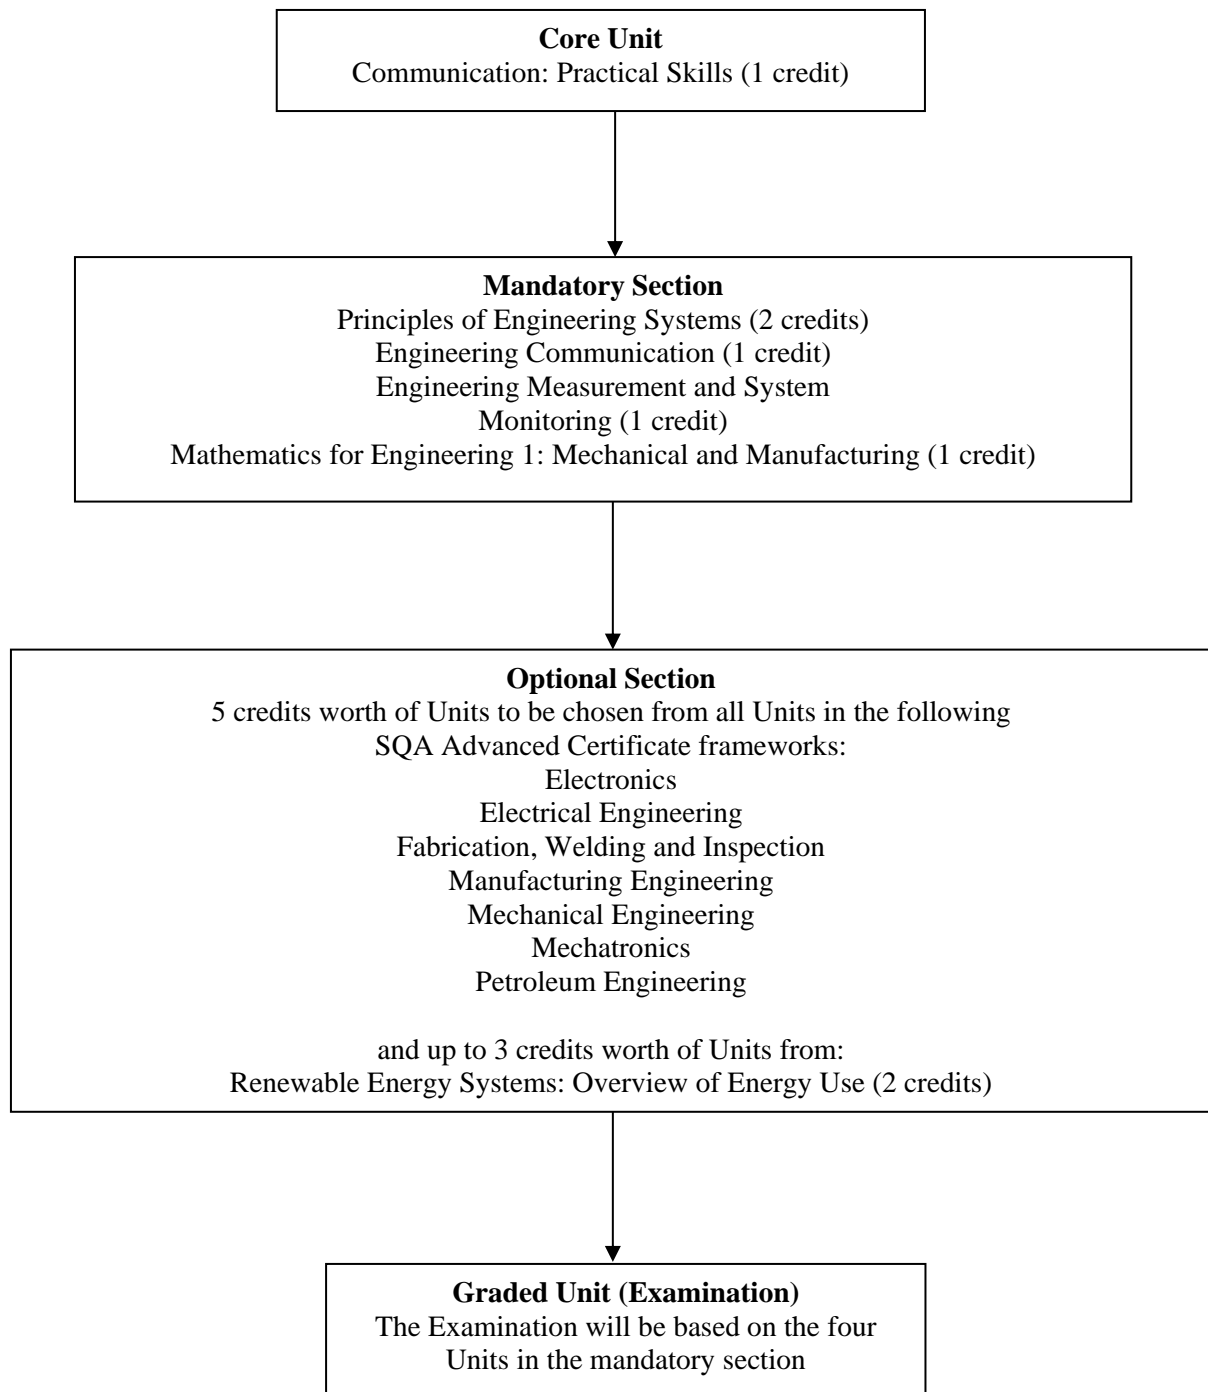 Core Unit
Communication: Practical Skills (1 credit)
Mandatory Section
Principles of Engineering Systems (2 credits)
Engineering Communication (1 credit)
Engineering Measurement and System
Monitoring (1 credit)
Mathematics for Engineering 1: Mechanical and Manufacturing (1 credit)
Optional Section
5 credits worth of Units to be chosen from all Units in the following
SQA Advanced Certificate frameworks:
Electronics
Electrical Engineering
Fabrication, Welding and Inspection
Manufacturing Engineering
Mechanical Engineering
Mechatronics
Petroleum Engineering
and up to 3 credits worth of Units from:
Renewable Energy Systems: Overview of Energy Use (2 credits)
Graded Unit (Examination)
The Examination will be based on the four
Units in the mandatory section